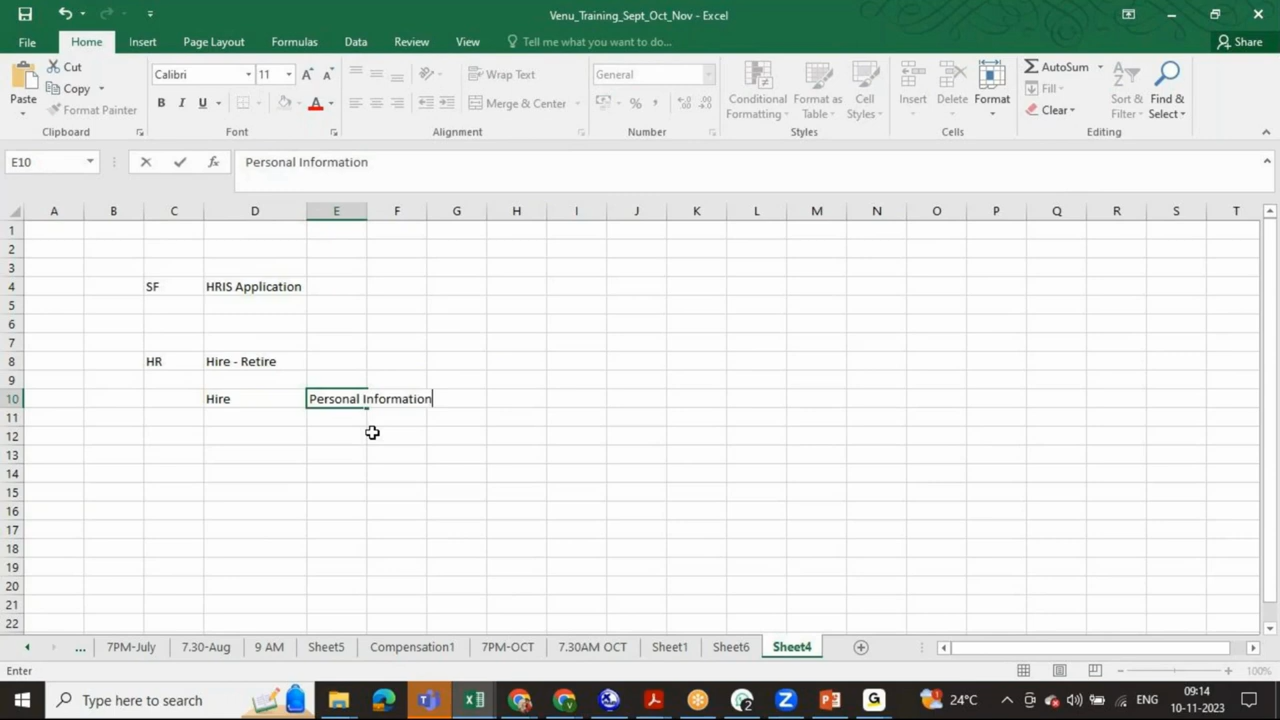 Venu_Training_Sept_Oct_Nov - Excel
File Home Insert Page Layout Formulas Data Review View Tell me what you want to do... Share
Paste Cut Copy Format Painter Clipboard
Calibri 11 B I U A Font
Wrap Text Merge & Center Alignment
General % , Number
Conditional Formatting Format as Table Cell Styles Styles
Insert Delete Format Cells
AutoSum Fill Clear Sort & Filter Find & Select Editing
E10 fx Personal Information
A B C D E F G H I J K L M N O P Q R S T
1
2
3
4 SF HRIS Application
5
6
7
8 HR Hire - Retire
9
10 Hire Personal Information
11
12
13
14
15
16
17
18
19
20
21
22
... 7PM-July 7.30-Aug 9 AM Sheet5 Compensation1 7PM-OCT 7.30AM OCT Sheet1 Sheet6 Sheet4
Enter 100%
Type here to search 24°C ENG 09:14
10-11-2023